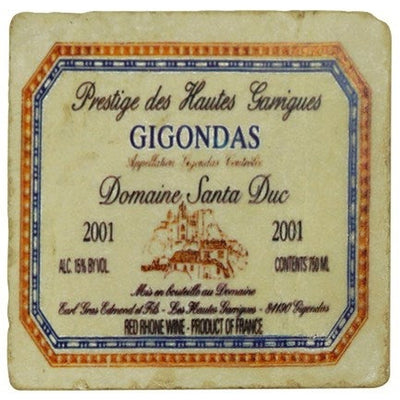 Prestige des Hautes Garrigues
GIGONDAS
Appellation Gigondas Contrôlée
Domaine Santa Duc
2001 2001
ALC. 15% BY VOL. CONTENTS 750 ML
Mis en bouteille au Domaine
Earl Gras Edmond et Fils - Les Hautes Garrigues - 84190 Gigondas
RED RHONE WINE - PRODUCT OF FRANCE